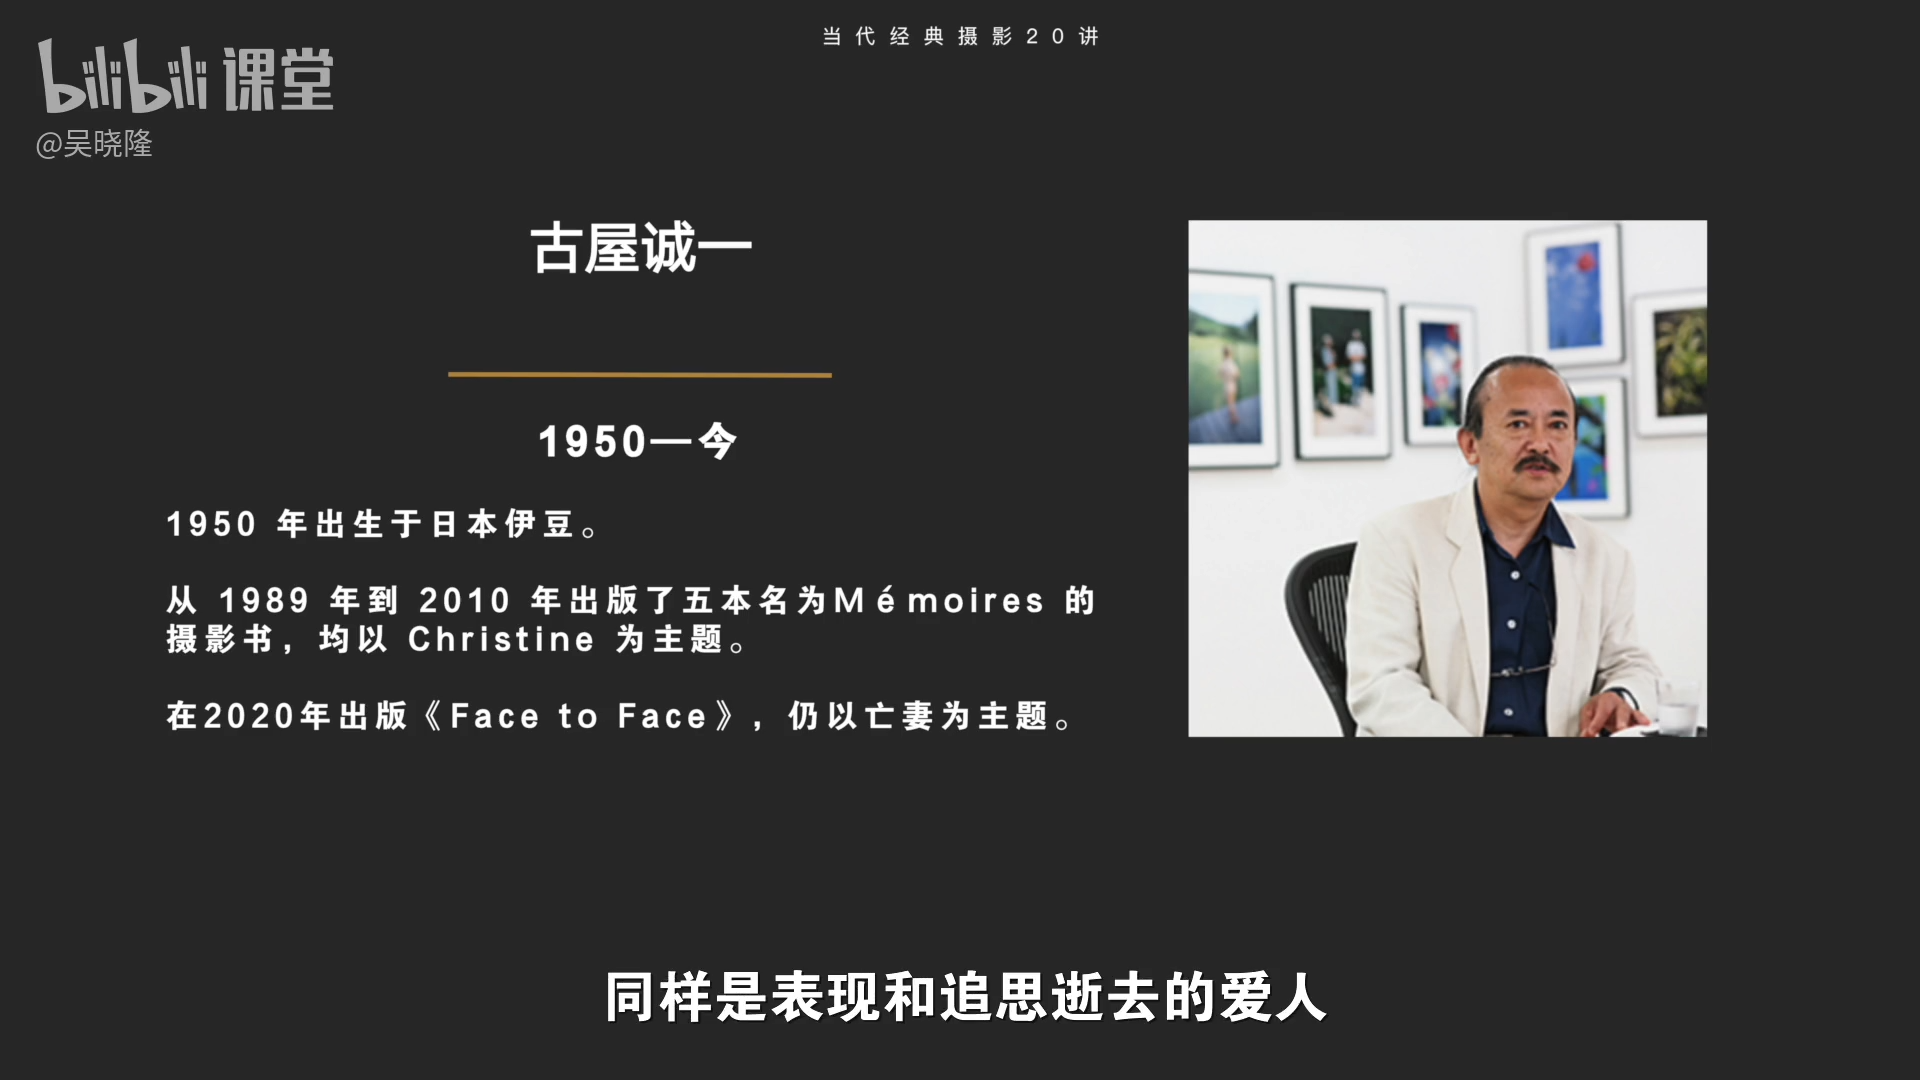 当代经典摄影20讲
bilibili 课堂
@吴晓隆
古屋诚一
1950—今
1950 年出生于日本伊豆。
从 1989 年到 2010 年出版了五本名为Mémoires 的
摄影书，均以 Christine 为主题。
在2020年出版《Face to Face》，仍以亡妻为主题。
同样是表现和追思逝去的爱人